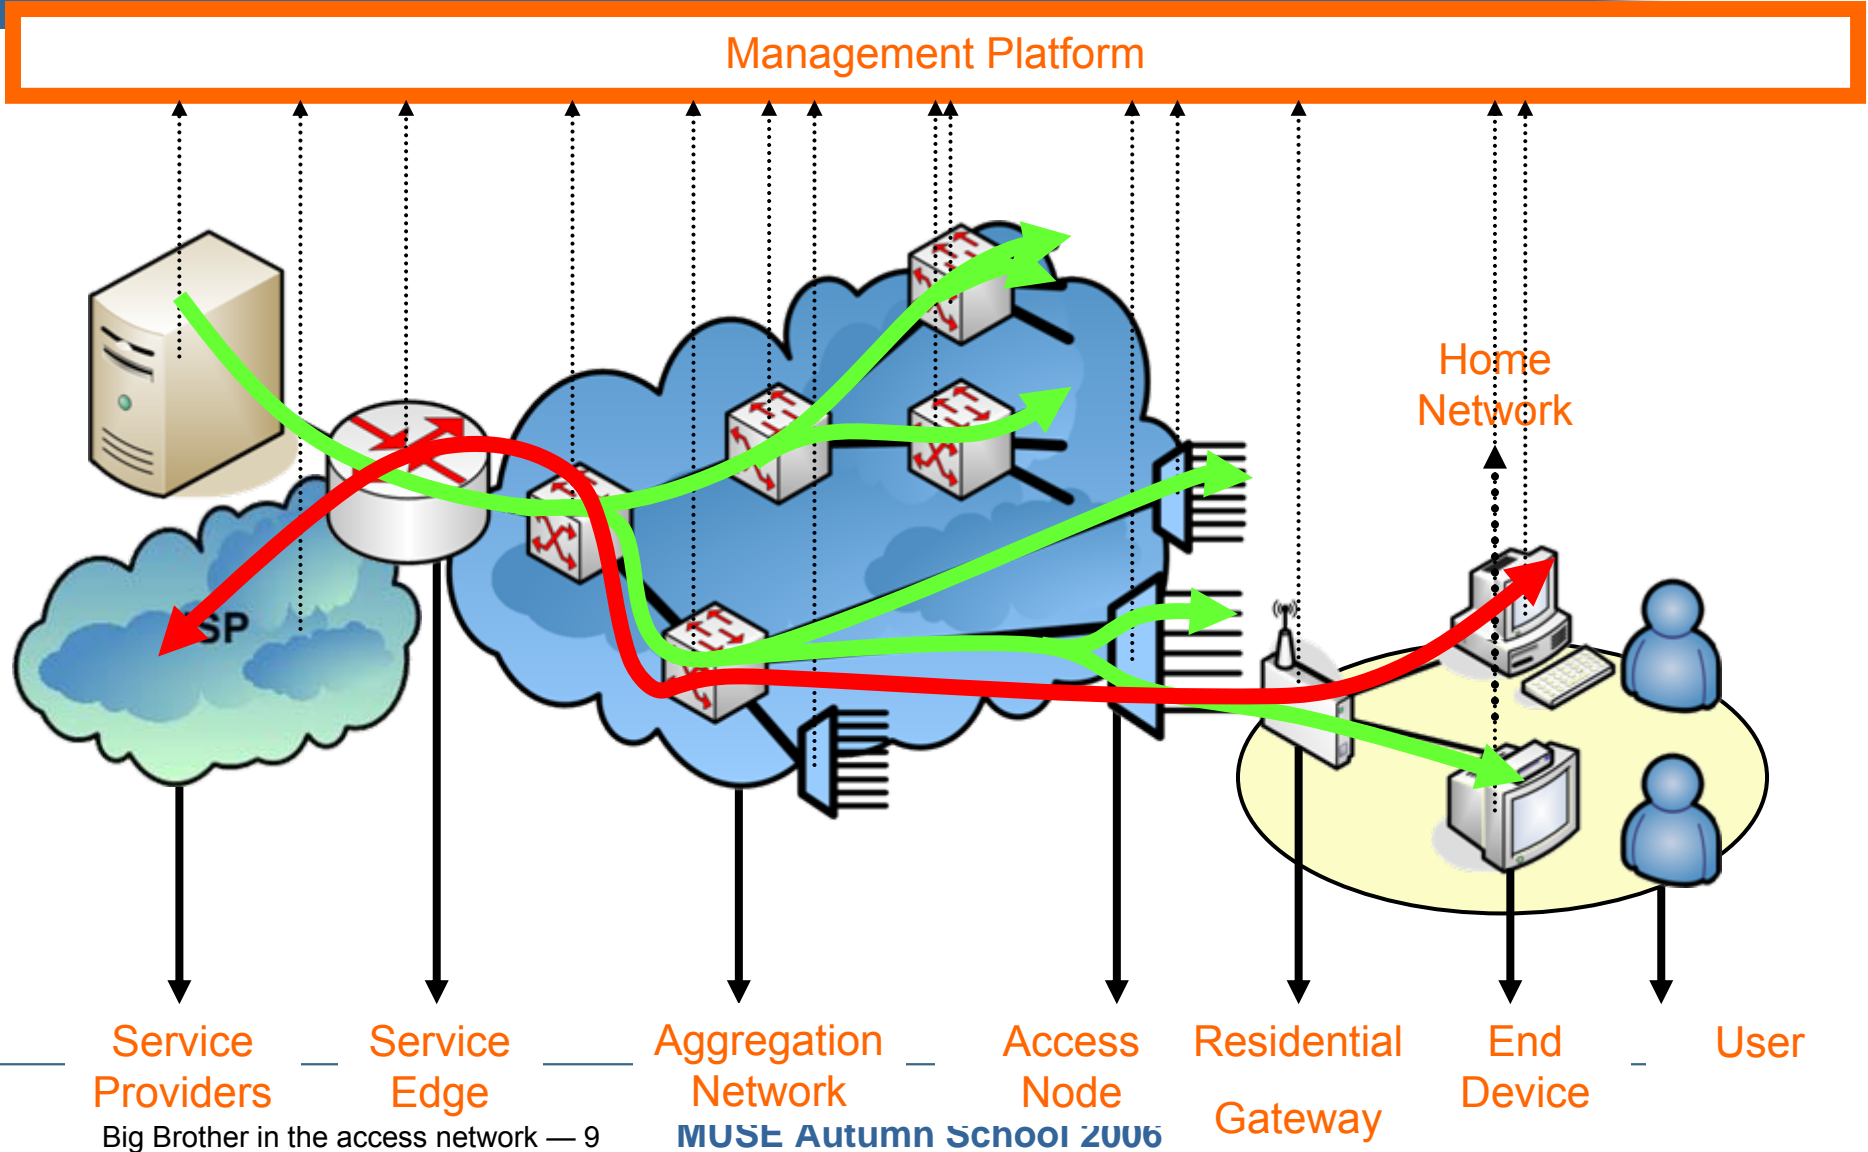 Management Platform
Home
Network
SP
Service
Providers
Service
Edge
Aggregation
Network
Access
Node
Residential
Gateway
End
Device
User
Big Brother in the access network — 9
MUSE Autumn School 2006